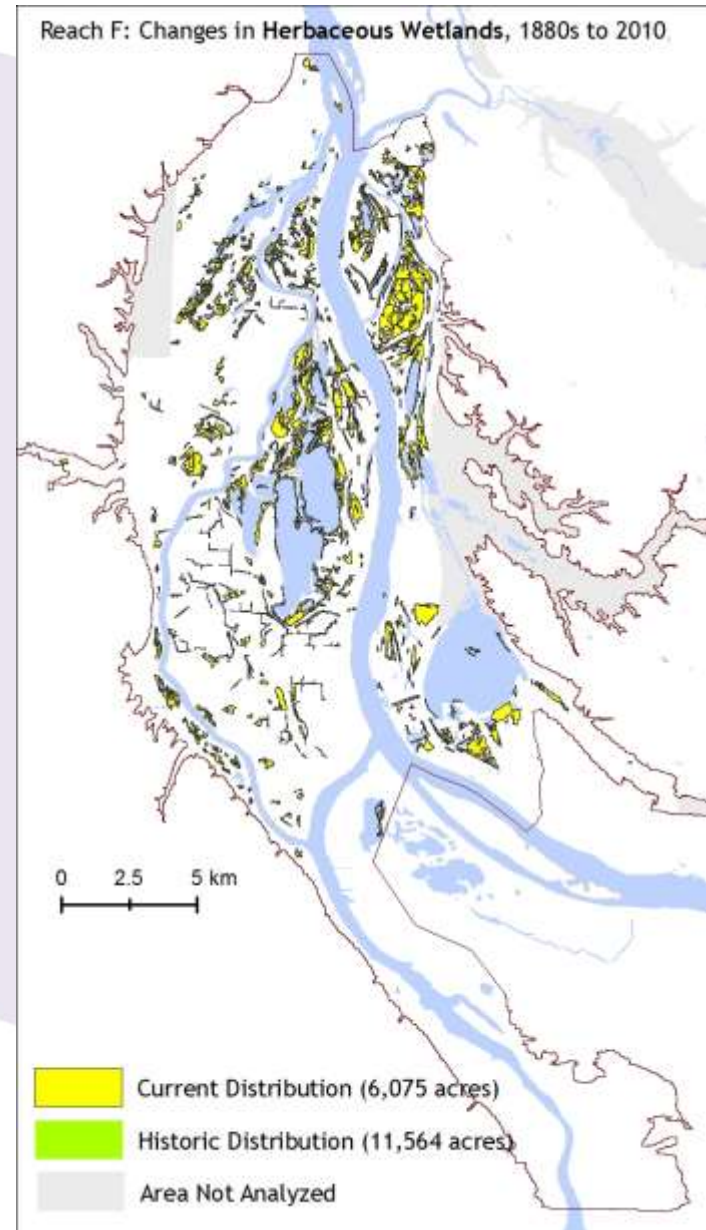 Reach F: Changes in Herbaceous Wetlands, 1880s to 2010
0 2.5 5 km
Current Distribution (6,075 acres)
Historic Distribution (11,564 acres)
Area Not Analyzed